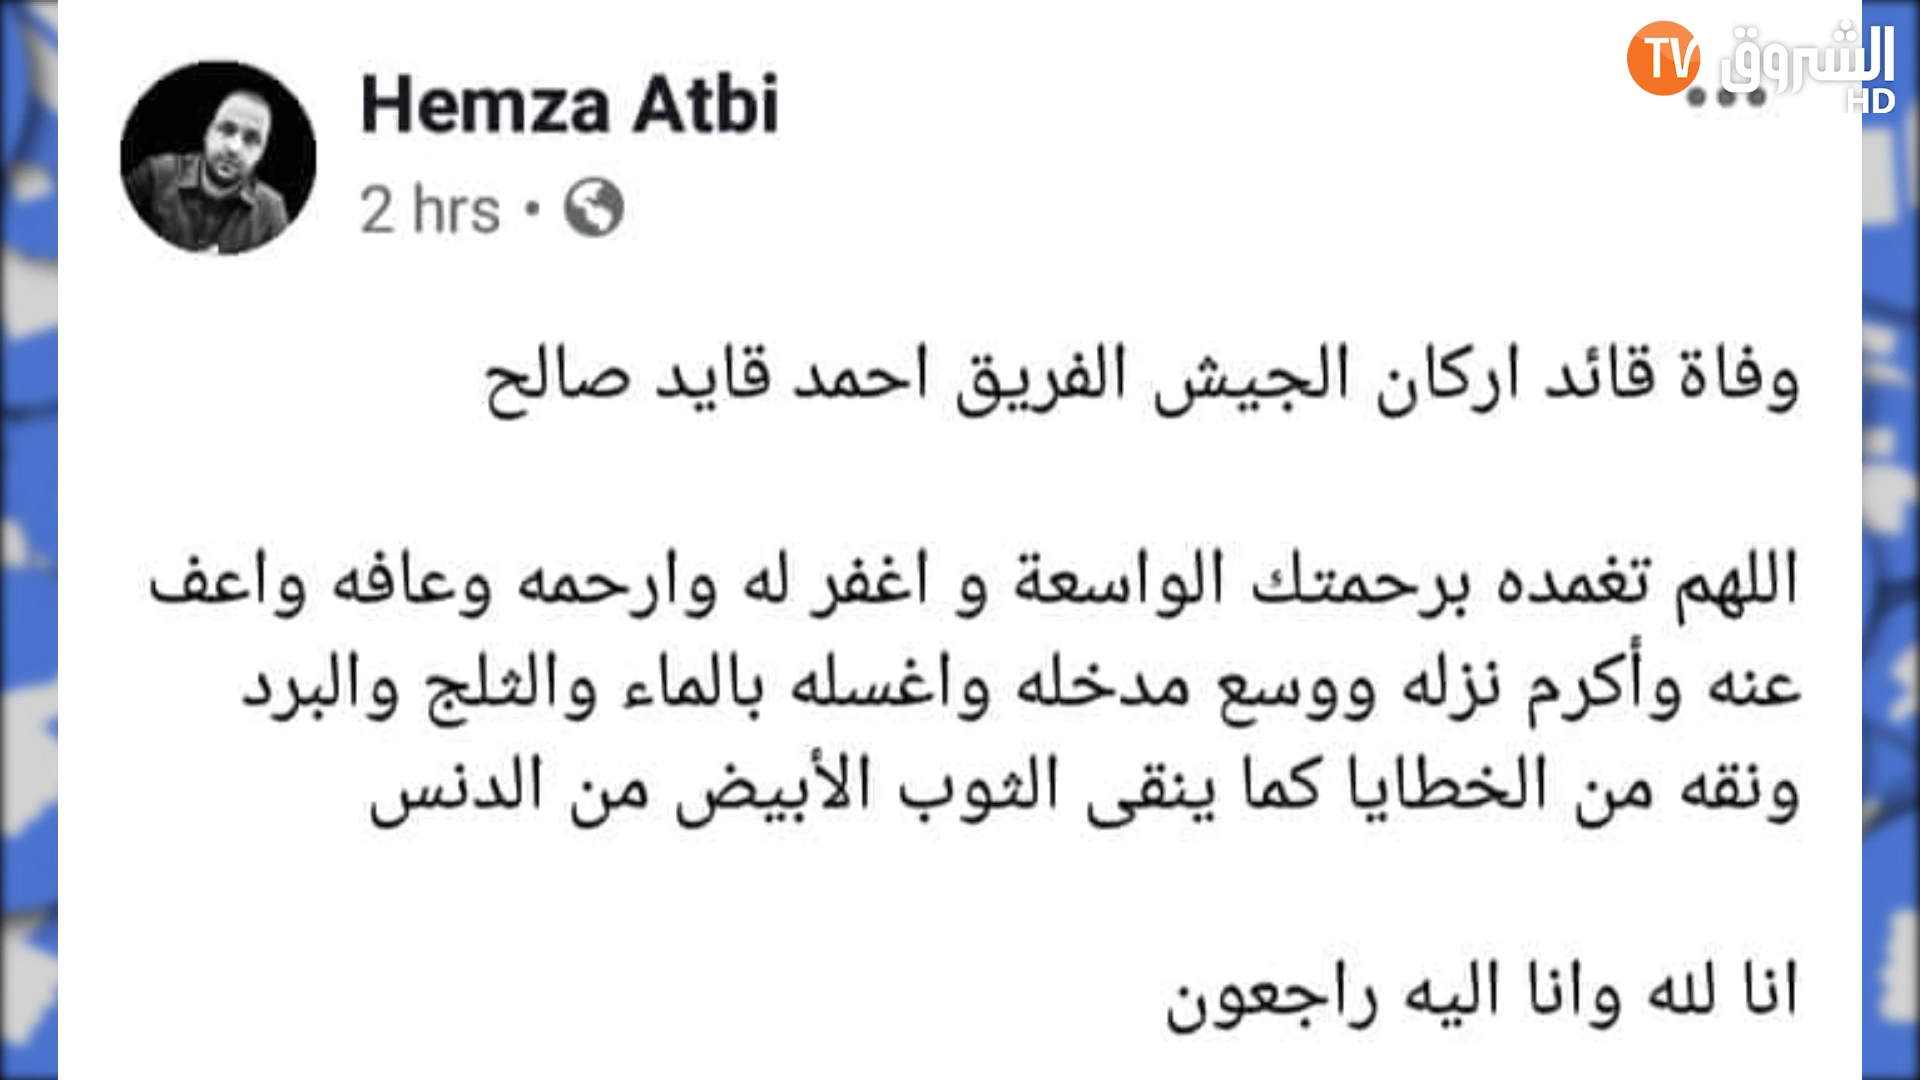 TV الشروق
HD
Hemza Atbi
2 hrs
وفاة قائد اركان الجيش الفريق احمد قايد صالح
اللهم تغمده برحمتك الواسعة و اغفر له وارحمه وعافه واعف
عنه وأكرم نزله ووسع مدخله واغسله بالماء والثلج والبرد
ونقه من الخطايا كما ينقى الثوب الأبيض من الدنس
انا لله وانا اليه راجعون